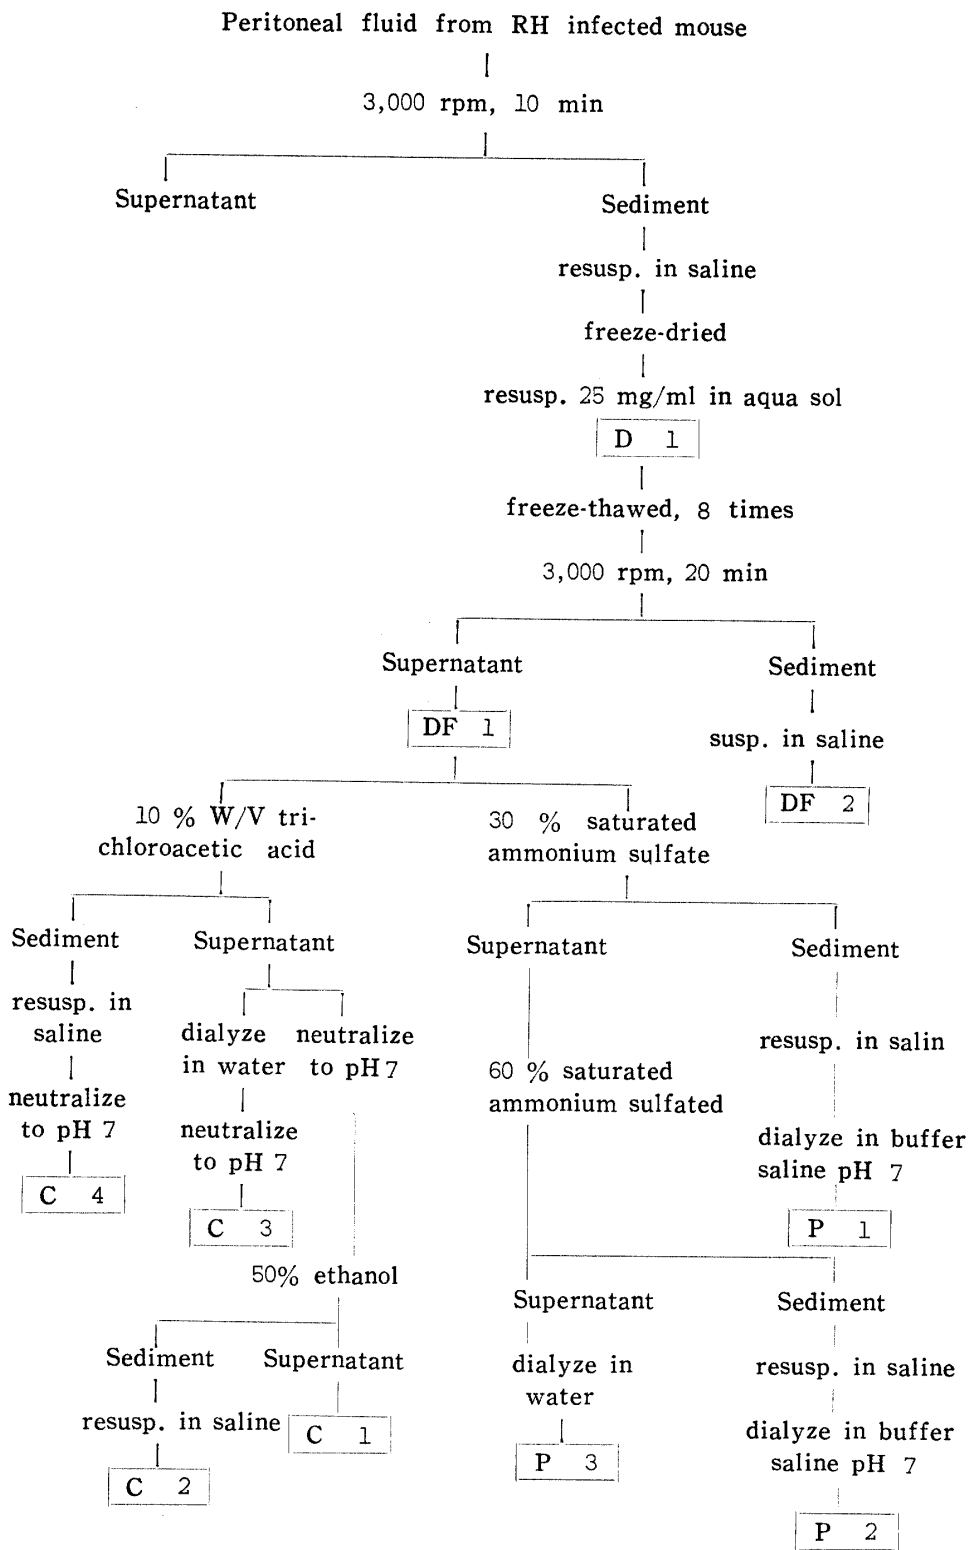 Peritoneal fluid from RH infected mouse
3,000 rpm, 10 min
Supernatant
Sediment
resusp. in saline
freeze-dried
resusp. 25 mg/ml in aqua sol
D 1
freeze-thawed, 8 times
3,000 rpm, 20 min
Supernatant
Sediment
DF 1
susp. in saline
DF 2
10 % W/V tri-
chloroacetic acid
30 % saturated
ammonium sulfate
Sediment
Supernatant
Supernatant
Sediment
resusp. in
saline
dialyze
in water
neutralize
to pH 7
resusp. in salin
neutralize
to pH 7
60 % saturated
ammonium sulfated
neutralize
to pH 7
dialyze in buffer
saline pH 7
C 4
C 3
P 1
50% ethanol
Supernatant
Sediment
Sediment
Supernatant
dialyze in
water
resusp. in saline
resusp. in saline
C 1
dialyze in buffer
saline pH 7
C 2
P 3
P 2